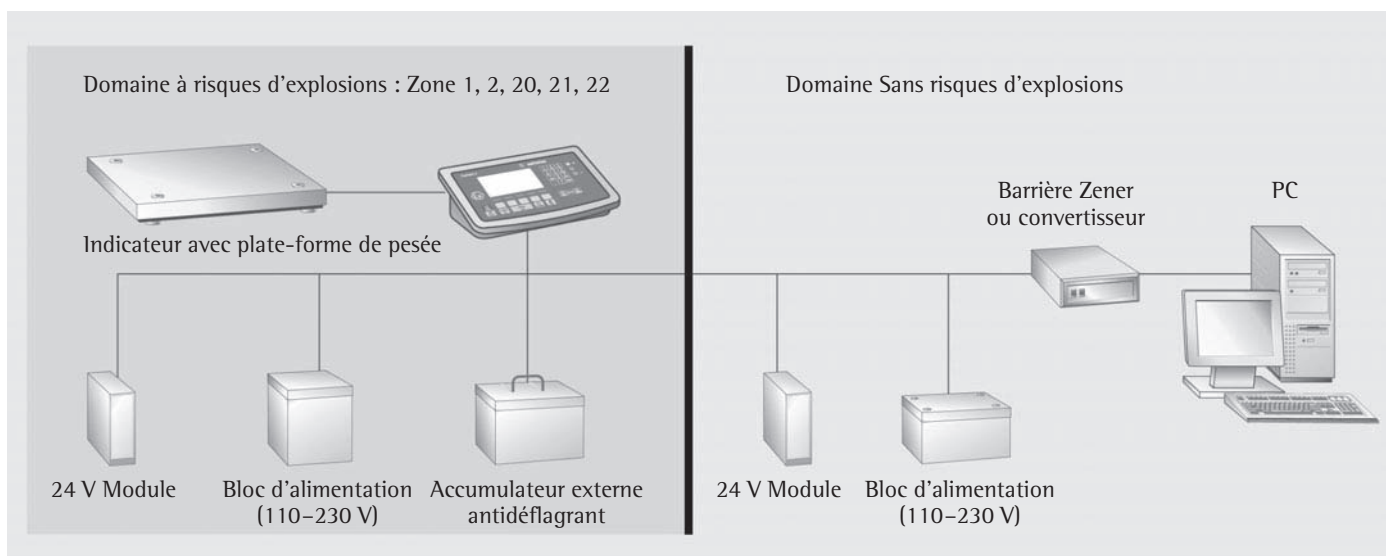 Domaine à risques d'explosions : Zone 1, 2, 20, 21, 22
Domaine Sans risques d'explosions
Barrière Zener
ou convertisseur
PC
Indicateur avec plate-forme de pesée
24 V Module
Bloc d'alimentation
(110–230 V)
Accumulateur externe
antidéflagrant
24 V Module
Bloc d'alimentation
(110–230 V)